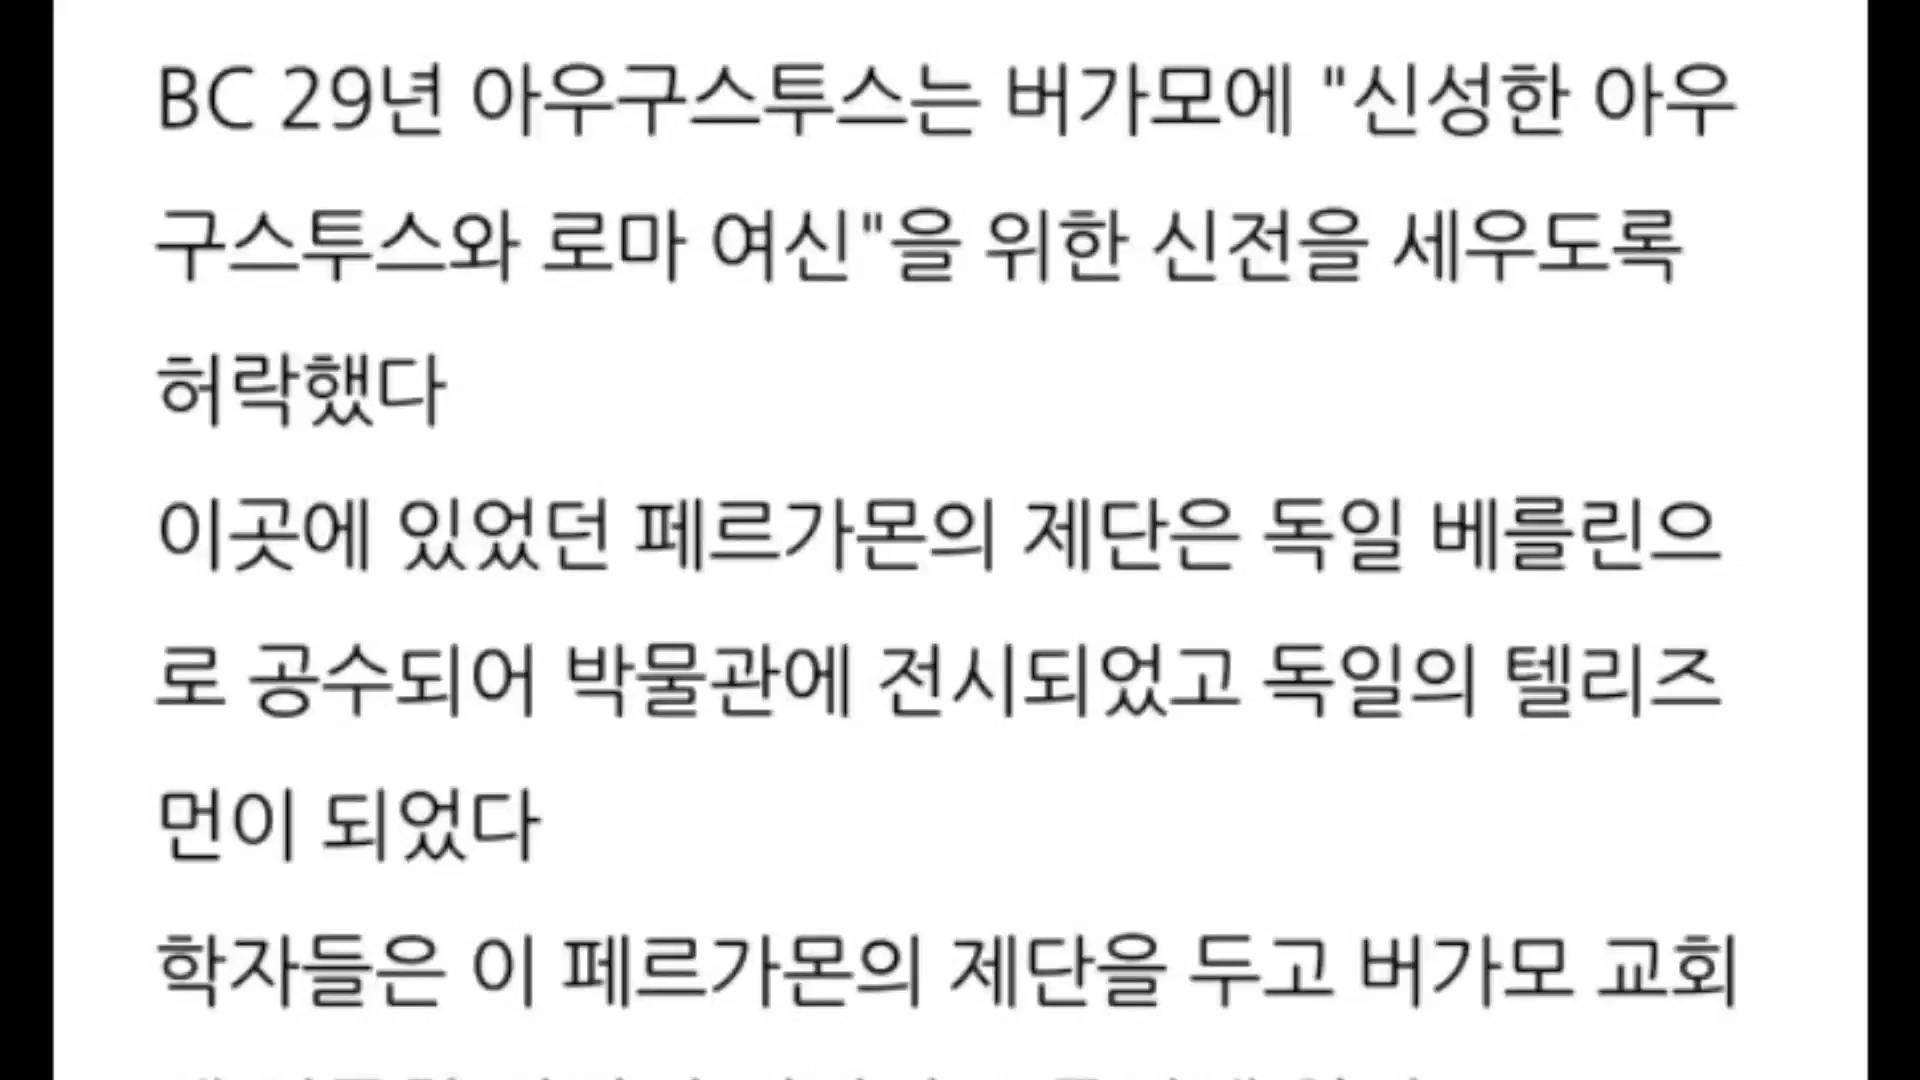 BC 29년 아우구스투스는 버가모에 "신성한 아우
구스투스와 로마 여신"을 위한 신전을 세우도록
허락했다
이곳에 있었던 페르가몬의 제단은 독일 베를린으
로 공수되어 박물관에 전시되었고 독일의 텔리즈
먼이 되었다
학자들은 이 페르가몬의 제단을 두고 버가모 교회